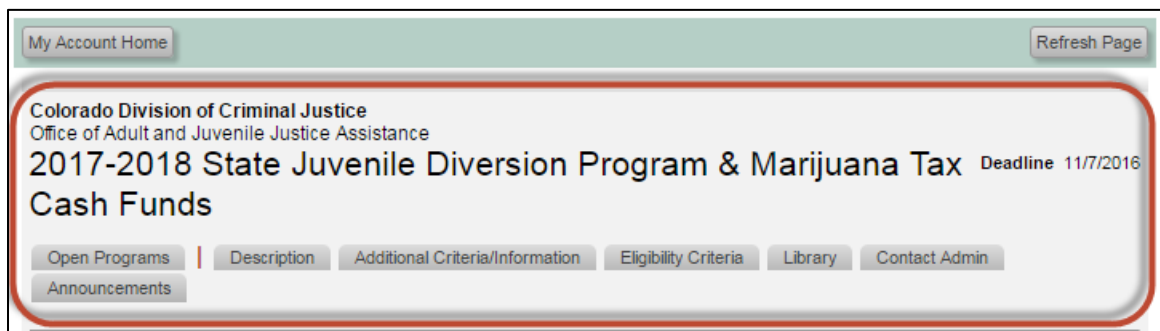 My Account Home Refresh Page
Colorado Division of Criminal Justice
Office of Adult and Juvenile Justice Assistance
2017-2018 State Juvenile Diversion Program & Marijuana Tax Deadline 11/7/2016
Cash Funds
Open Programs | Description Additional Criteria/Information Eligibility Criteria Library Contact Admin
Announcements